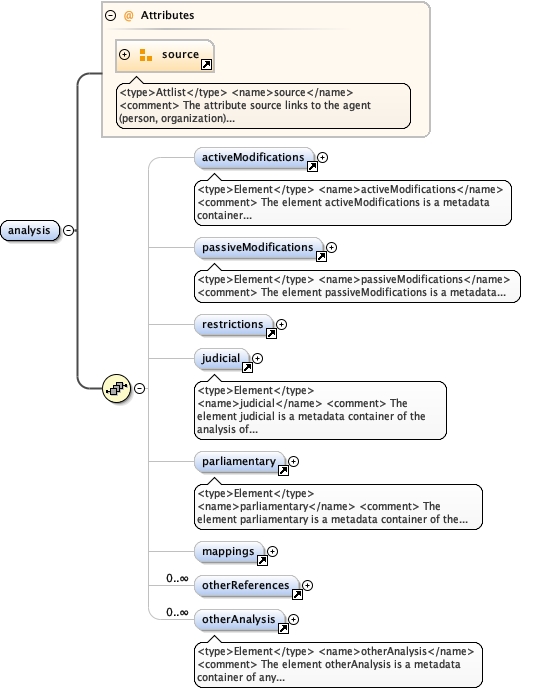 @ Attributes
source
<type>Attlist</type> <name>source</name>
<comment> The attribute source links to the agent
(person, organization)...
activeModifications
<type>Element</type> <name>activeModifications</name>
<comment> The element activeModifications is a metadata
container...
analysis
passiveModifications
<type>Element</type> <name>passiveModifications</name>
<comment> The element passiveModifications is a metadata...
restrictions
judicial
<type>Element</type>
<name>judicial</name> <comment> The
element judicial is a metadata container of the
analysis of...
parliamentary
<type>Element</type>
<name>parliamentary</name> <comment> The
element parliamentary is a metadata container of the...
mappings
0..∞
otherReferences
0..∞
otherAnalysis
<type>Element</type> <name>otherAnalysis</name>
<comment> The element otherAnalysis is a metadata
container of any...